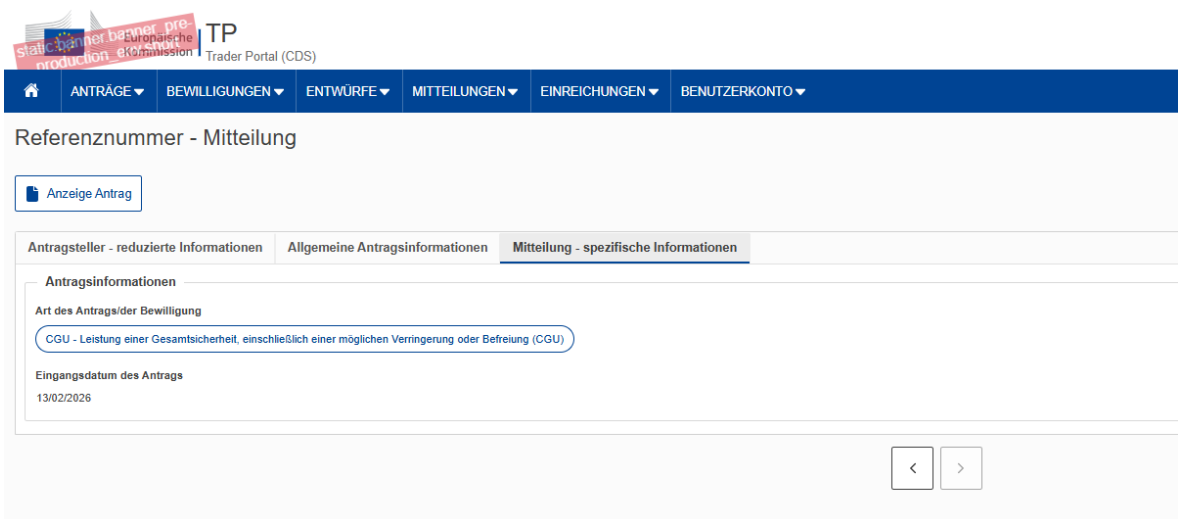 static.banner.banner_pre-
production_env.short
Europäische
Kommission
TP
Trader Portal (CDS)
ANTRÄGE
BEWILLIGUNGEN
ENTWÜRFE
MITTEILUNGEN
EINREICHUNGEN
BENUTZERKONTO
Referenznummer - Mitteilung
Anzeige Antrag
Antragsteller - reduzierte Informationen
Allgemeine Antragsinformationen
Mitteilung - spezifische Informationen
Antragsinformationen
Art des Antrags/der Bewilligung
CGU - Leistung einer Gesamtsicherheit, einschließlich einer möglichen Verringerung oder Befreiung (CGU)
Eingangsdatum des Antrags
13/02/2026